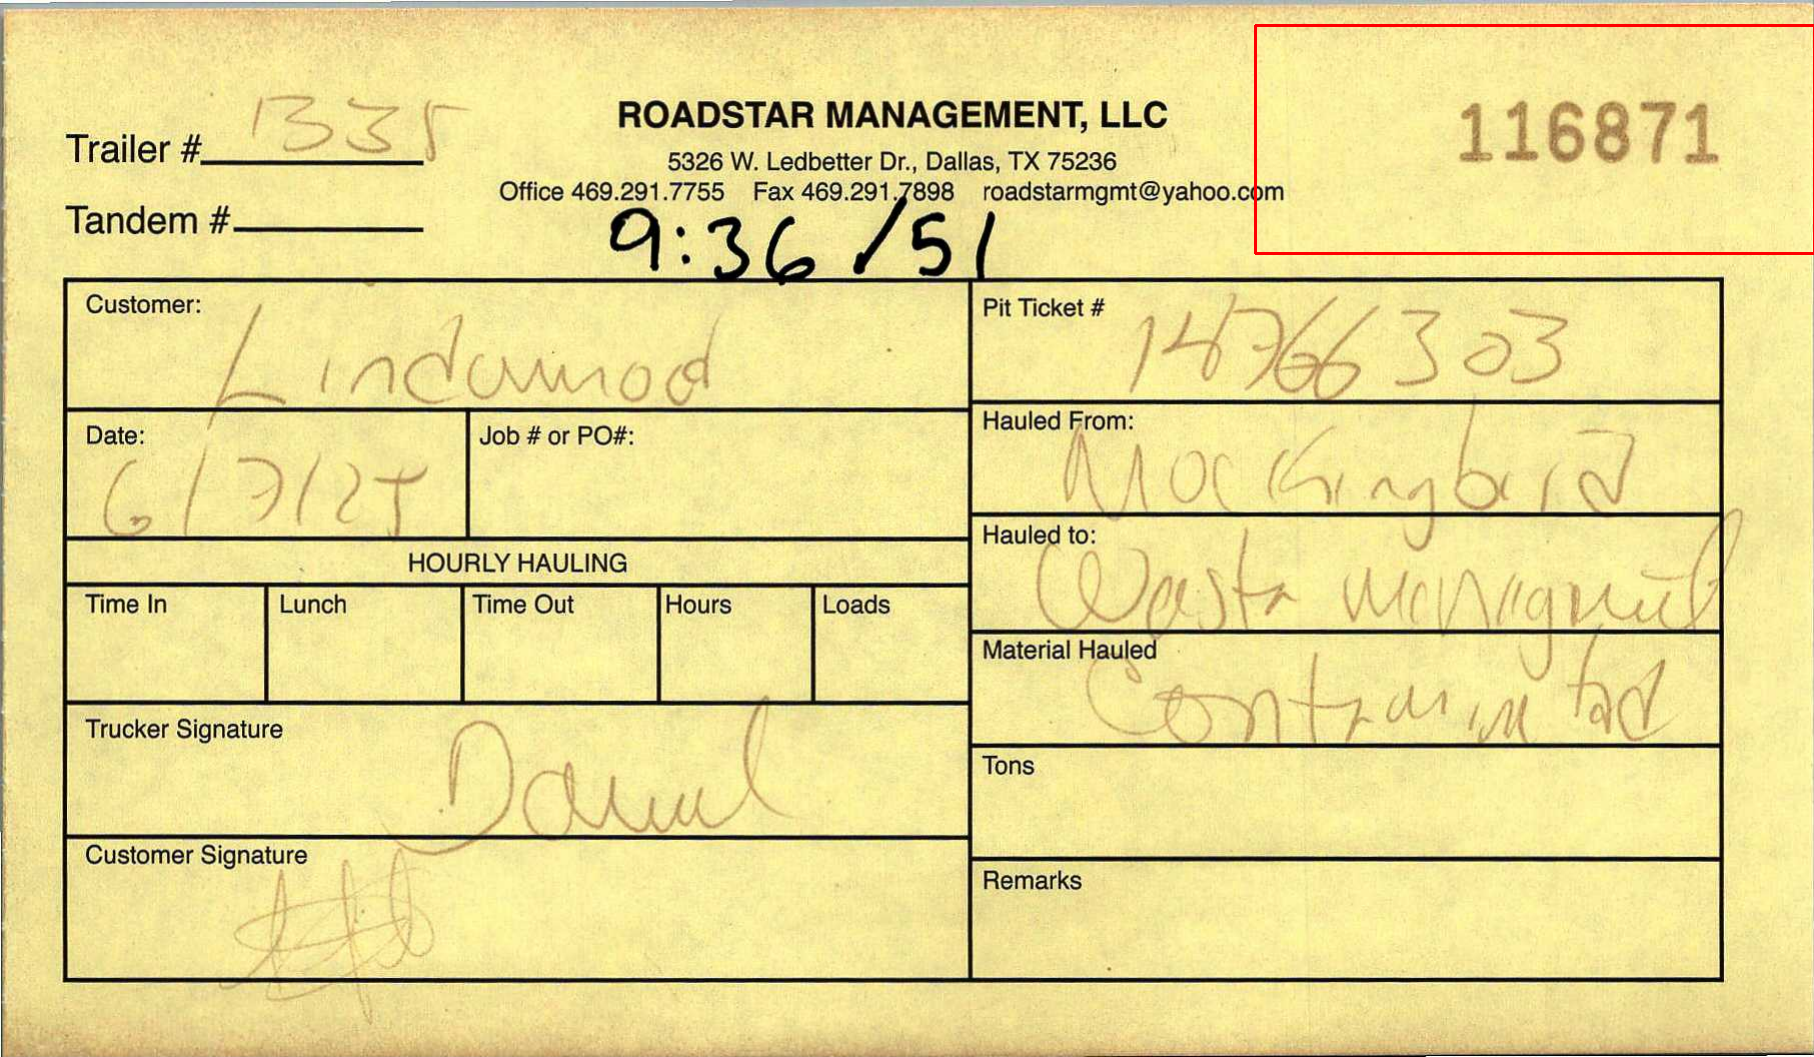 116871
ROADSTAR MANAGEMENT, LLC
Trailer # 1335
5326 W. Ledbetter Dr., Dallas, TX 75236
Office 469.291.7755 Fax 469.291.7898 roadstarmgmt@yahoo.com
Tandem #
9:36 /51
Customer:
Lindamood
Pit Ticket # 14766303
Date:
6/7/25
Job # or PO#:
Hauled From:
Mockingbird
Hauled to:
Waste managment
HOURLY HAULING
Time In Lunch Time Out Hours Loads
Material Hauled
Trucker Signature
Daniel
Tons
Customer Signature
Remarks